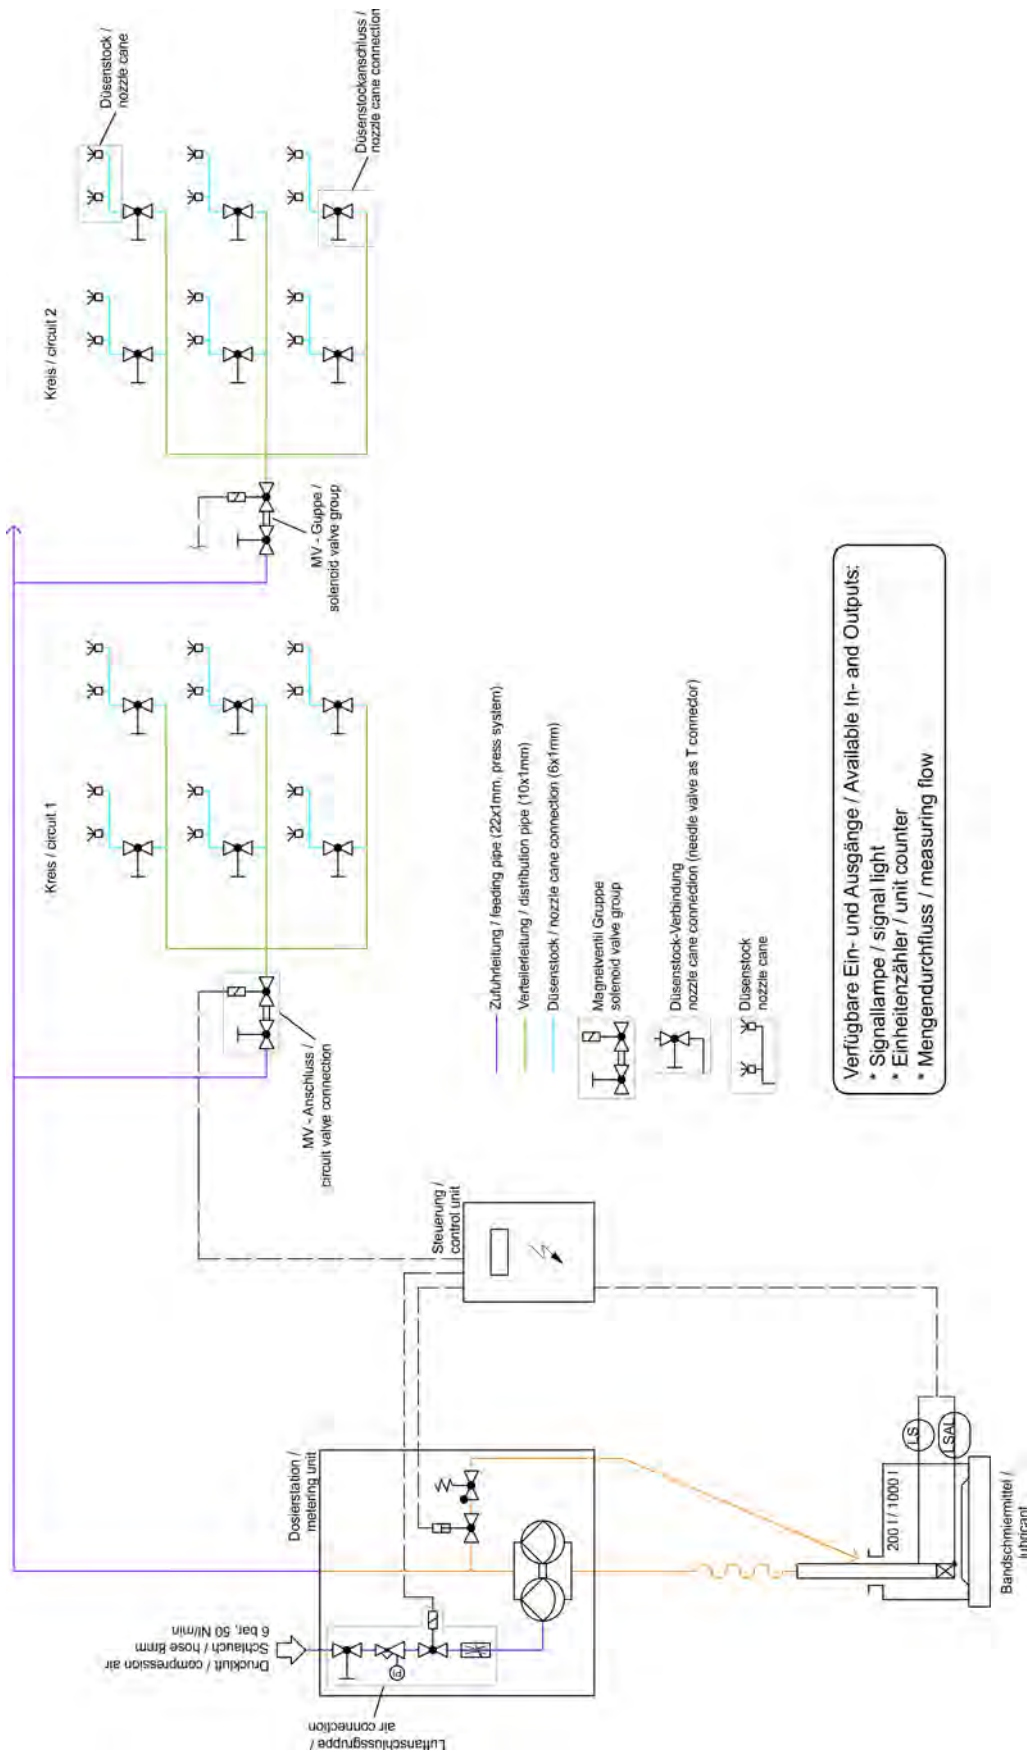 Düsenstock /
nozzle cane
Düsenstockanschluss /
nozzle cane connection
Kreis / circuit 2
MV - Guppe /
solenoid valve group
Kreis / circuit 1
MV - Anschluss /
circuit valve connection
Zufuhrleitung / feeding pipe (22x1mm, press system)
Verteilerleitung / distribution pipe (10x1mm)
Düsenstock / nozzle cane connection (6x1mm)
Magnetventil Gruppe
solenoid valve group
Düsenstock-Verbindung
nozzle cane connection (needle valve as T connector)
Düsenstock
nozzle cane
Verfügbare Ein- und Ausgänge / Available In- and Outputs:
* Signallampe / signal light
* Einheitenzähler / unit counter
* Mengendurchfluss / measuring flow
Steuerung /
control unit
Dosierstation /
metering unit
Druckluft / compression air
Schlauch / hose 8mm
6 bar, 50 Nl/min
PI
Luftanschlussgruppe /
air connection
LS
LSAL
200 l / 1000 l
Bandschmiermittel /
lubricant